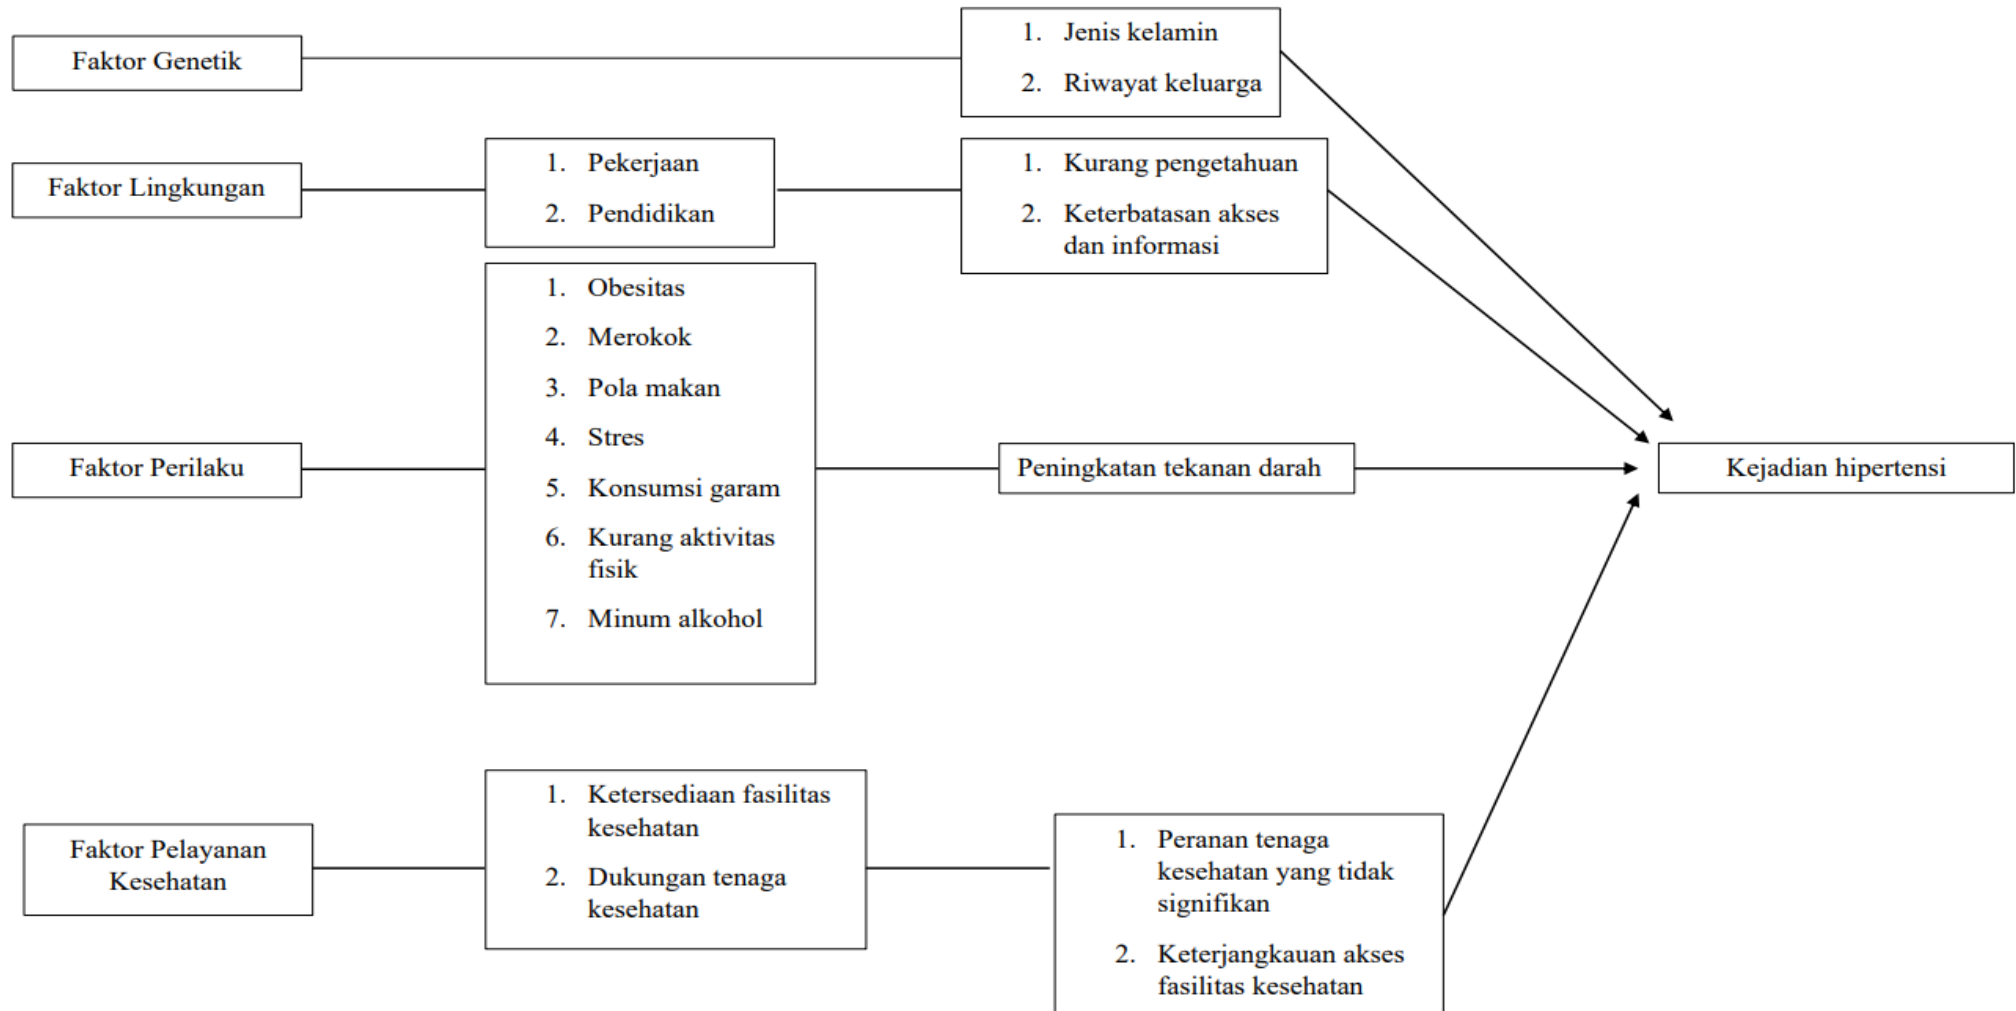 Faktor Genetik
1. Jenis kelamin
2. Riwayat keluarga
Faktor Lingkungan
1. Pekerjaan
2. Pendidikan
1. Kurang pengetahuan
2. Keterbatasan akses
dan informasi
Faktor Perilaku
1. Obesitas
2. Merokok
3. Pola makan
4. Stres
5. Konsumsi garam
6. Kurang aktivitas
fisik
7. Minum alkohol
Peningkatan tekanan darah
Kejadian hipertensi
Faktor Pelayanan
Kesehatan
1. Ketersediaan fasilitas
kesehatan
2. Dukungan tenaga
kesehatan
1. Peranan tenaga
kesehatan yang tidak
signifikan
2. Keterjangkauan akses
fasilitas kesehatan